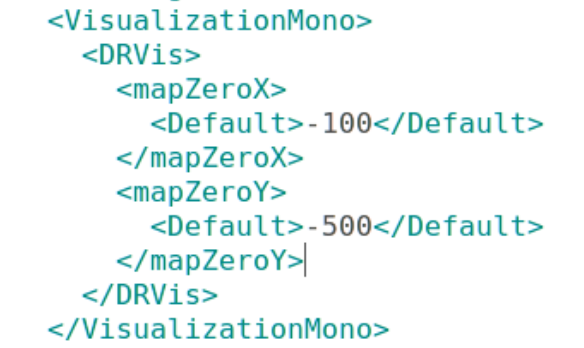 <VisualizationMono>
<DRVis>
<mapZeroX>
<Default>-100</Default>
</mapZeroX>
<mapZeroY>
<Default>-500</Default>
</mapZeroY>
</DRVis>
</VisualizationMono>